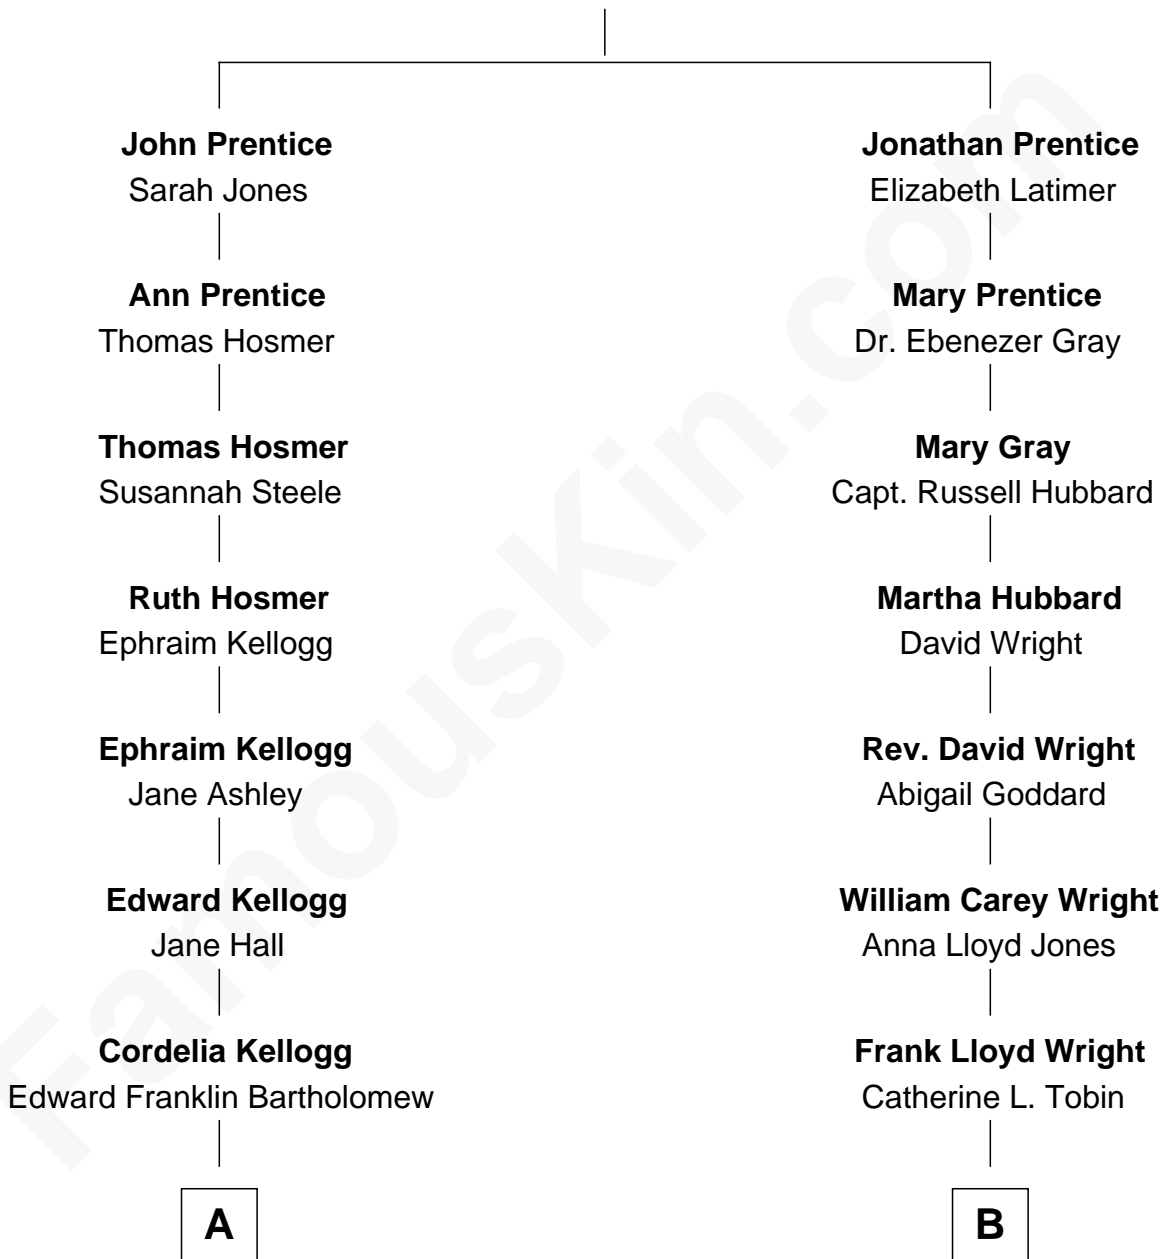 John Prentice
Sarah Jones
Ann Prentice
Thomas Hosmer
Thomas Hosmer
Susannah Steele
Ruth Hosmer
Ephraim Kellogg
Ephraim Kellogg
Jane Ashley
Edward Kellogg
Jane Hall
Cordelia Kellogg
Edward Franklin Bartholomew
A
Jonathan Prentice
Elizabeth Latimer
Mary Prentice
Dr. Ebenezer Gray
Mary Gray
Capt. Russell Hubbard
Martha Hubbard
David Wright
Rev. David Wright
Abigail Goddard
William Carey Wright
Anna Lloyd Jones
Frank Lloyd Wright
Catherine L. Tobin
B
FamousKin.com